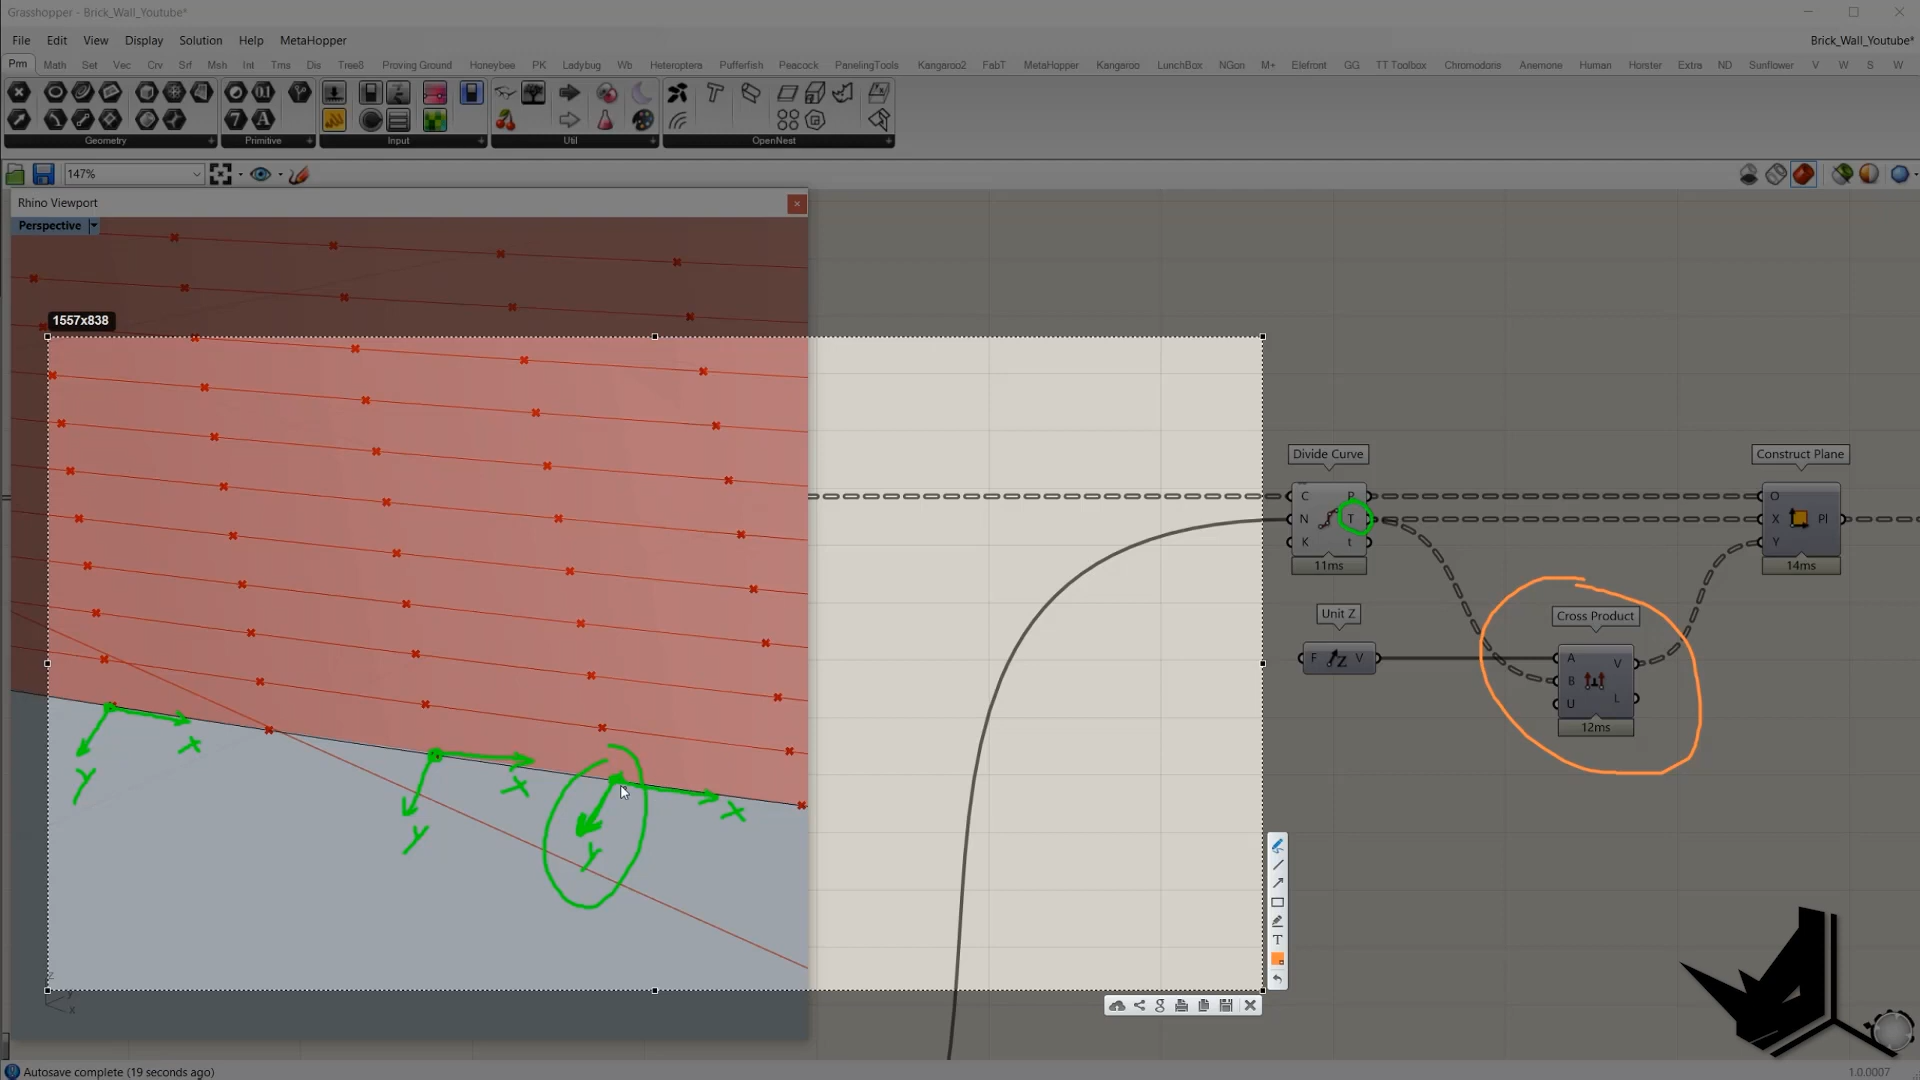 Grasshopper - Brick_Wall_Youtube*
File Edit View Display Solution Help MetaHopper
Brick_Wall_Youtube*
Prm Math Set Vec Crv Srf Msh Int Trns Dis Tree8 Proving Ground Honeybee PK Ladybug Wb Heteroptera Pufferfish Peacock PanelingTools Kangaroo2 FabT MetaHopper Kangaroo LunchBox NGon M+ Elefront GG TT Toolbox Chromodoris Anemone Human Horster Extra ND Sunflower V W S W
Geometry Primitive Input Util OpenNest
147%
Rhino Viewport
Perspective
1557x838
Divide Curve
C P
N T
K t
11ms
Construct Plane
O
X Pl
Y
14ms
Unit Z
F Z V
Cross Product
A V
B
U L
12ms
x
y
x
y
x
y
z
y
x
T
Autosave complete (19 seconds ago)
1.0.0007